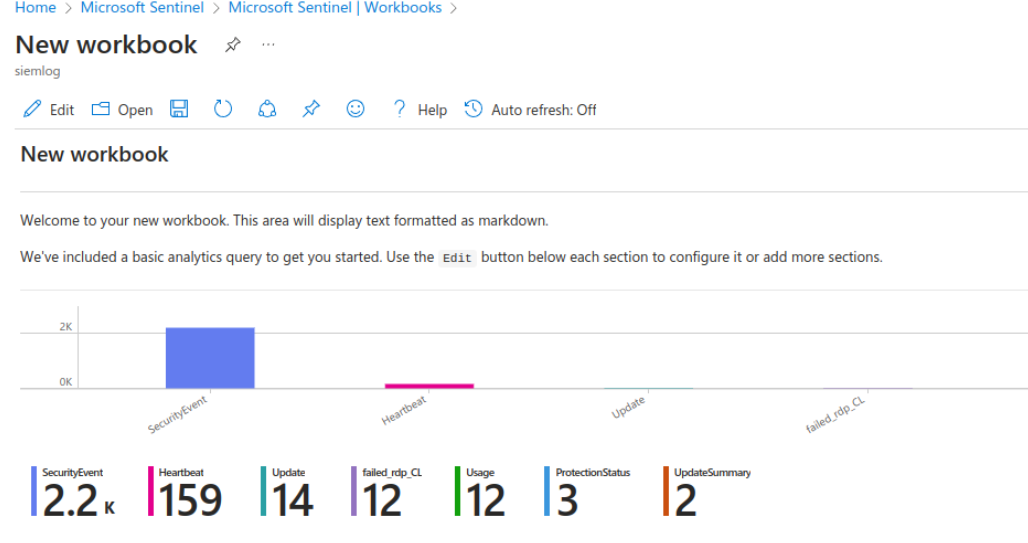 Home > Microsoft Sentinel > Microsoft Sentinel | Workbooks >
New workbook ...
siemlog
Edit Open ? Help Auto refresh: Off
New workbook
Welcome to your new workbook. This area will display text formatted as markdown.
We've included a basic analytics query to get you started. Use the Edit button below each section to configure it or add more sections.
2K
0K
SecurityEvent Heartbeat Update failed_rdp_CL
SecurityEvent Heartbeat Update failed_rdp_CL Usage ProtectionStatus UpdateSummary
2.2 K 159 14 12 12 3 2